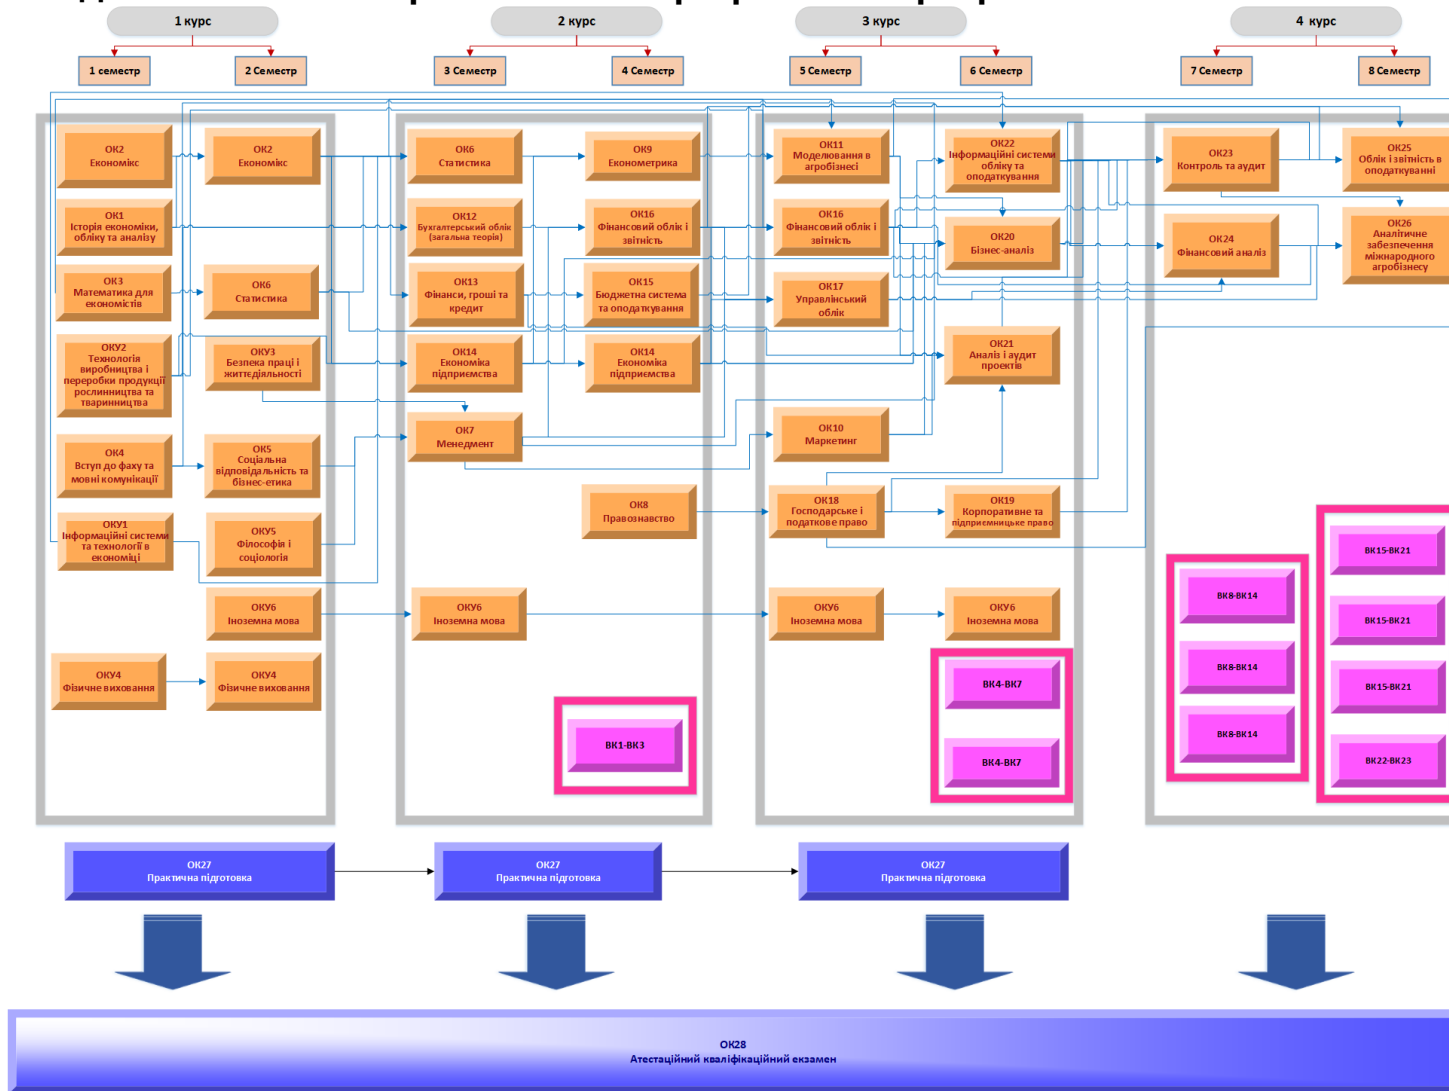 1 курс
2 курс
3 курс
4 курс
1 семестр
2 Семестр
3 Семестр
4 Семестр
5 Семестр
6 Семестр
7 Семестр
8 Семестр
ОК2
Економікс
ОК1
Історія економіки,
обліку та аналізу
ОК3
Математика для
економістів
ОКУ2
Технологія
виробництва і
переробки продукції
рослинництва та
тваринництва
ОК4
Вступ до фаху та
мовні комунікації
ОКУ1
Інформаційні системи
та технології в
економіці
ОКУ4
Фізичне виховання
ОК2
Економікс
ОК6
Статистика
ОКУ3
Безпека праці і
життєдіяльності
ОК5
Соціальна
відповідальність та
бізнес-етика
ОКУ5
Філософія і
соціологія
ОКУ6
Іноземна мова
ОКУ4
Фізичне виховання
ОК6
Статистика
ОК12
Бухгалтерський облік
(загальна теорія)
ОК13
Фінанси, гроші та
кредит
ОК14
Економіка
підприємства
ОК7
Менедмент
ОКУ6
Іноземна мова
ОК9
Економетрика
ОК16
Фінансовий облік і
звітність
ОК15
Бюджетна система
та оподаткування
ОК14
Економіка
підприємства
ОК8
Правознавство
ВК1-ВК3
ОК11
Моделювання в
агробізнесі
ОК16
Фінансовий облік і
звітність
ОК17
Управлінський
облік
ОК10
Маркетинг
ОК18
Господарське і
податкове право
ОКУ6
Іноземна мова
ОК22
Інформаційні системи
обліку та
оподаткування
ОК20
Бізнес-аналіз
ОК21
Аналіз і аудит
проектів
ОК19
Корпоративне та
підприємницьке право
ОКУ6
Іноземна мова
ВК4-ВК7
ВК4-ВК7
ОК23
Контроль та аудит
ОК24
Фінансовий аналіз
ВК8-ВК14
ВК8-ВК14
ВК8-ВК14
ОК25
Облік і звітність в
оподаткуванні
ОК26
Аналітичне
забезпечення
міжнародного
агробізнесу
ВК15-ВК21
ВК15-ВК21
ВК15-ВК21
ВК22-ВК23
ОК27
Практична підготовка
ОК27
Практична підготовка
ОК27
Практична підготовка
ОК28
Атестаційний кваліфікаційний екзамен